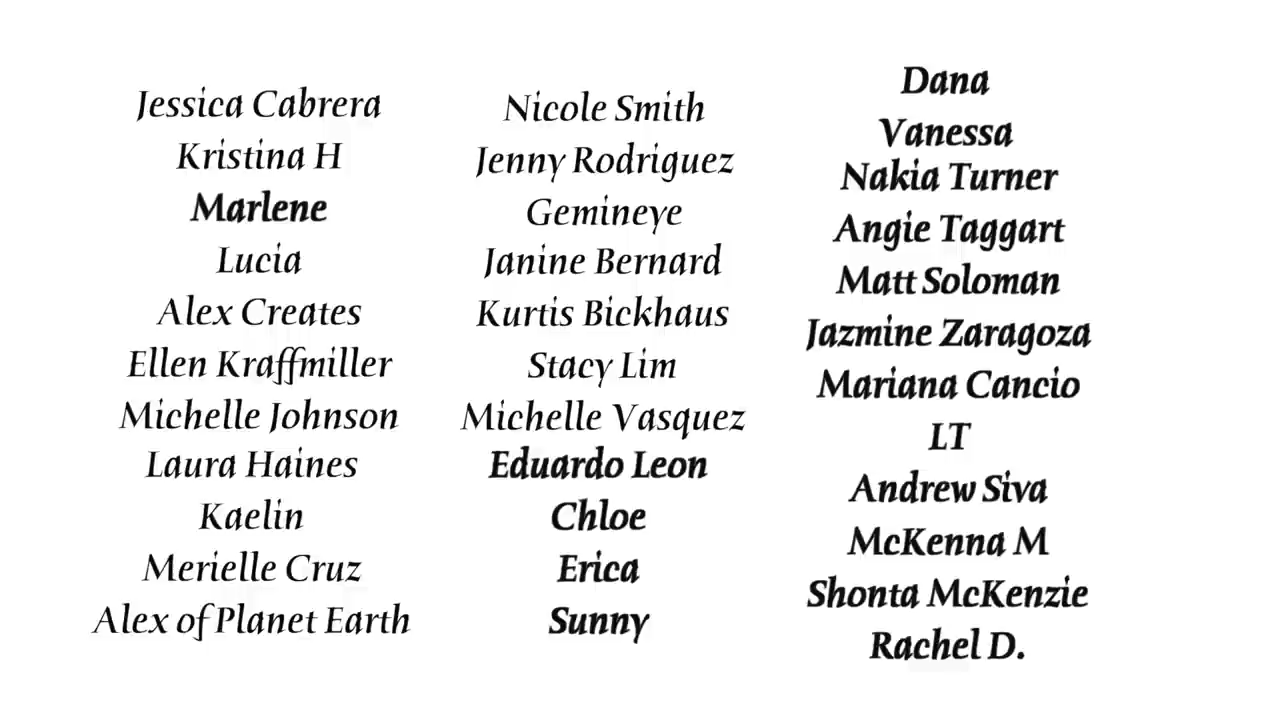 Jessica Cabrera
Kristina H
Marlene
Lucia
Alex Creates
Ellen Kraffmiller
Michelle Johnson
Laura Haines
Kaelin
Merielle Cruz
Alex of Planet Earth
Nicole Smith
Jenny Rodriguez
Gemineye
Janine Bernard
Kurtis Bickhaus
Stacy Lim
Michelle Vasquez
Eduardo Leon
Chloe
Erica
Sunny
Dana
Vanessa
Nakia Turner
Angie Taggart
Matt Soloman
Jazmine Zaragoza
Mariana Cancio
LT
Andrew Siva
McKenna M
Shonta McKenzie
Rachel D.